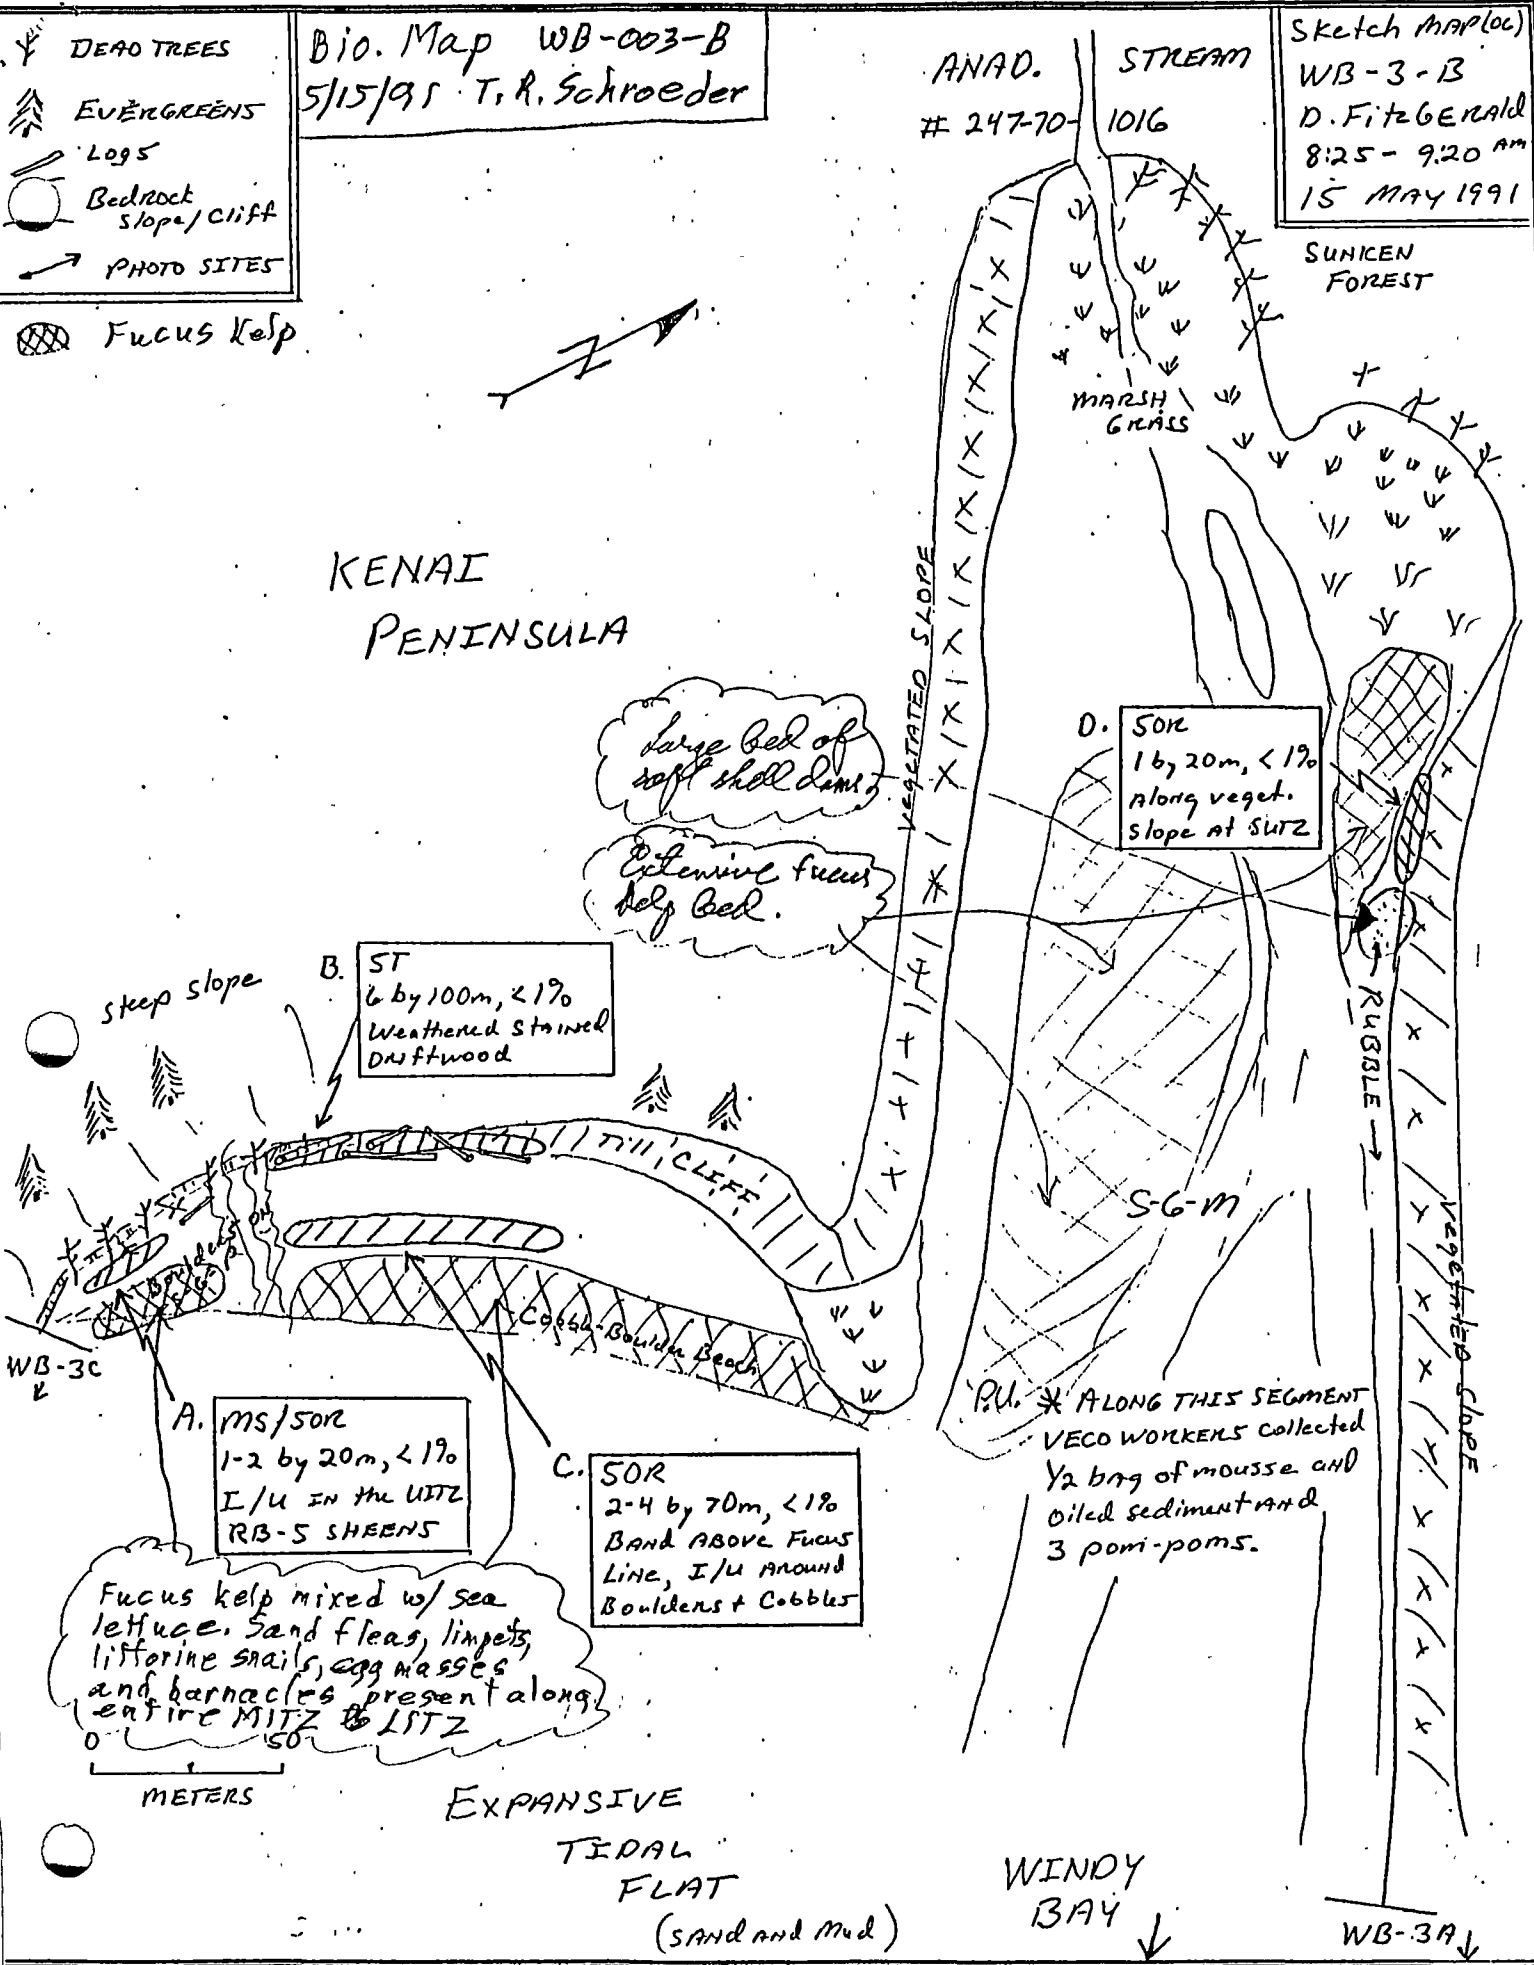 DEAD TREES
EVERGREENS
Logs
Bedrock
Slope/Cliff
PHOTO SITES
Fucus Kelp
Bio. Map WB-003-B
5/15/91 T. R. Schroeder
ANAD. STREAM
# 247-70-1016
Sketch MAP (OG)
WB-3-B
D. FitzGERAld
8:25 - 9:20 AM
15 MAY 1991
SUNKEN
FOREST
N
MARSH
GRASS
KENAI
PENINSULA
VEGETATED SLOPE
Large bed of
soft shell clams.
Extensive fucus
kelp bed.
D. SOR
1 by 20m, <1%
Along veget.
Slope At SUTZ
RUBBLE
steep slope
B. ST
6 by 100m, <1%
Weathered Stained
Driftwood
Till, CLIFF
Boulders
S-G-M
Vegetated Slope
Cobble-Boulder Beach
WB-3C
A. MS/SOR
1-2 by 20m, <1%
I/U IN the UITZ
RB-5 SHEENS
C. SOR
2-4 by 70m, <1%
BAND ABOVE Fucus
Line, I/U Around
Boulders + Cobbles
P.U. * ALONG THIS SEGMENT
VECO WORKERS collected
1/2 bag of mousse AND
oiled sediment AND
3 pom-poms.
Fucus kelp mixed w/ sea
lettuce. Sand fleas, limpets,
littorine snails, egg masses
and barnacles present along
entire MITZ to LITZ
0 50
METERS
EXPANSIVE
TIDAL
FLAT
(SAND AND Mud)
WINDY
BAY
WB-3A